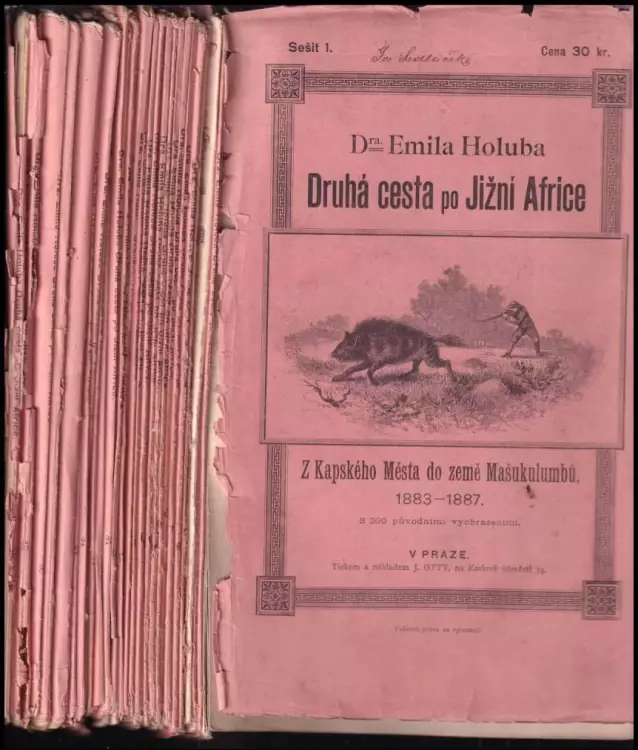 Sešit 1.
Cena 30 kr.
Dra. Emila Holuba
Druhá cesta po Jižní Africe
Z Kapského Města do země Mašukulumbů.
1883–1887.
S 200 původními vyobrazeními.
V PRAZE.
Tiskem a nákladem J. OTTY, na Karlově náměstí 34.